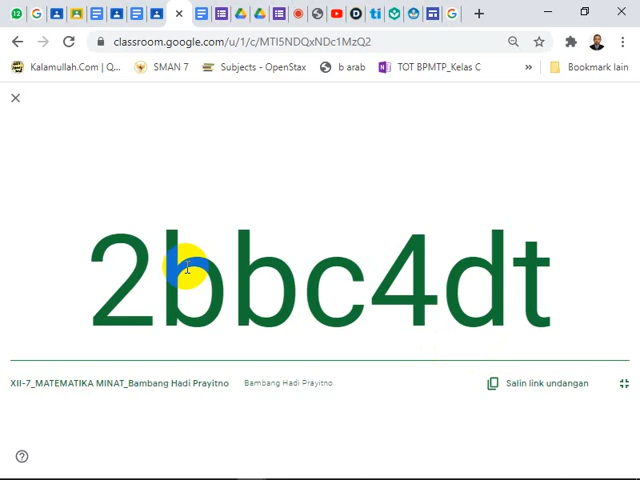 classroom.google.com/u/1/c/MTI5NDQxNDc1MzQ2
Kalamullah.Com | Q...
SMAN 7
Subjects - OpenStax
b arab
TOT BPMTP_Kelas C
»
Bookmark lain
2bbc4dt
XII-7_MATEMATIKA MINAT_Bambang Hadi Prayitno
Bambang Hadi Prayitno
Salin link undangan